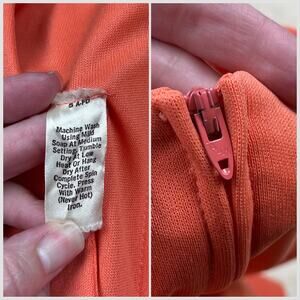 Machine Wash
Using Mild
Soap At Medium
Setting. Tumble
Dry At Low
Heat Or Hang
Dry After
Complete Spin
Cycle. Press
With Warm
(Never Hot)
Iron.